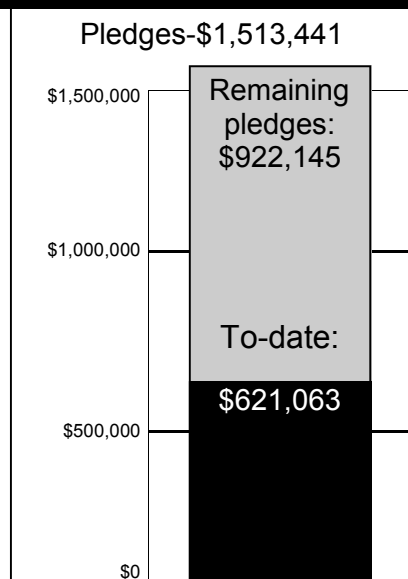 Pledges-$1,513,441
$1,500,000
Remaining
pledges:
$922,145
$1,000,000
To-date:
$621,063
$500,000
$0